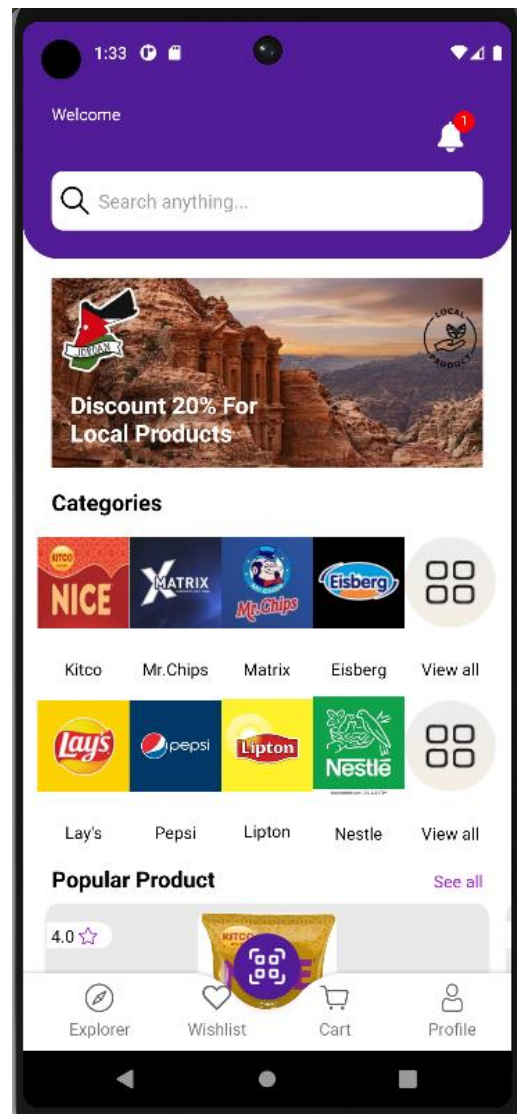 1:33
Welcome
1
Search anything...
JORDAN
LOCAL
PRODUCT
Discount 20% For
Local Products
Categories
KITCO
NICE
XMATRIX
Mr.Chips
Eisberg
Kitco
Mr.Chips
Matrix
Eisberg
View all
Lay's
pepsi
Lipton
Nestlé
Lay's
Pepsi
Lipton
Nestle
View all
Popular Product
See all
4.0
KITCO
Explorer
Wishlist
Cart
Profile